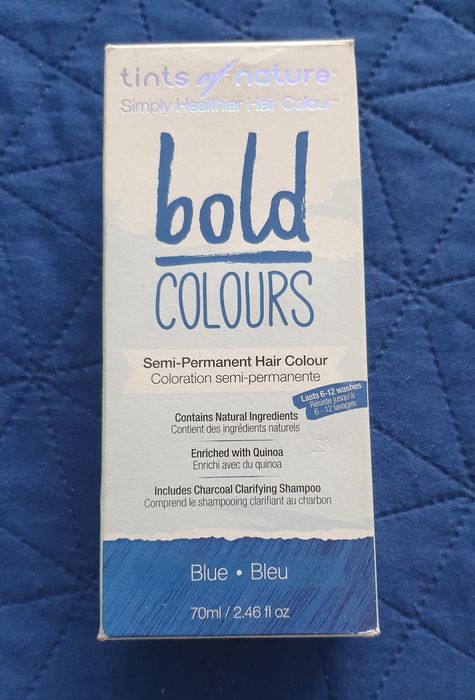 tints of nature®
Simply Healthier Hair Colour™
bold
COLOURS
Semi-Permanent Hair Colour
Coloration semi-permanente
Lasts 6-12 washes
Résiste jusqu'à
6 - 12 lavages
Contains Natural Ingredients
Contient des ingrédients naturels
Enriched with Quinoa
Enrichi avec du quinoa
Includes Charcoal Clarifying Shampoo
Comprend le shampooing clarifiant au charbon
Blue • Bleu
70ml / 2.46 fl oz